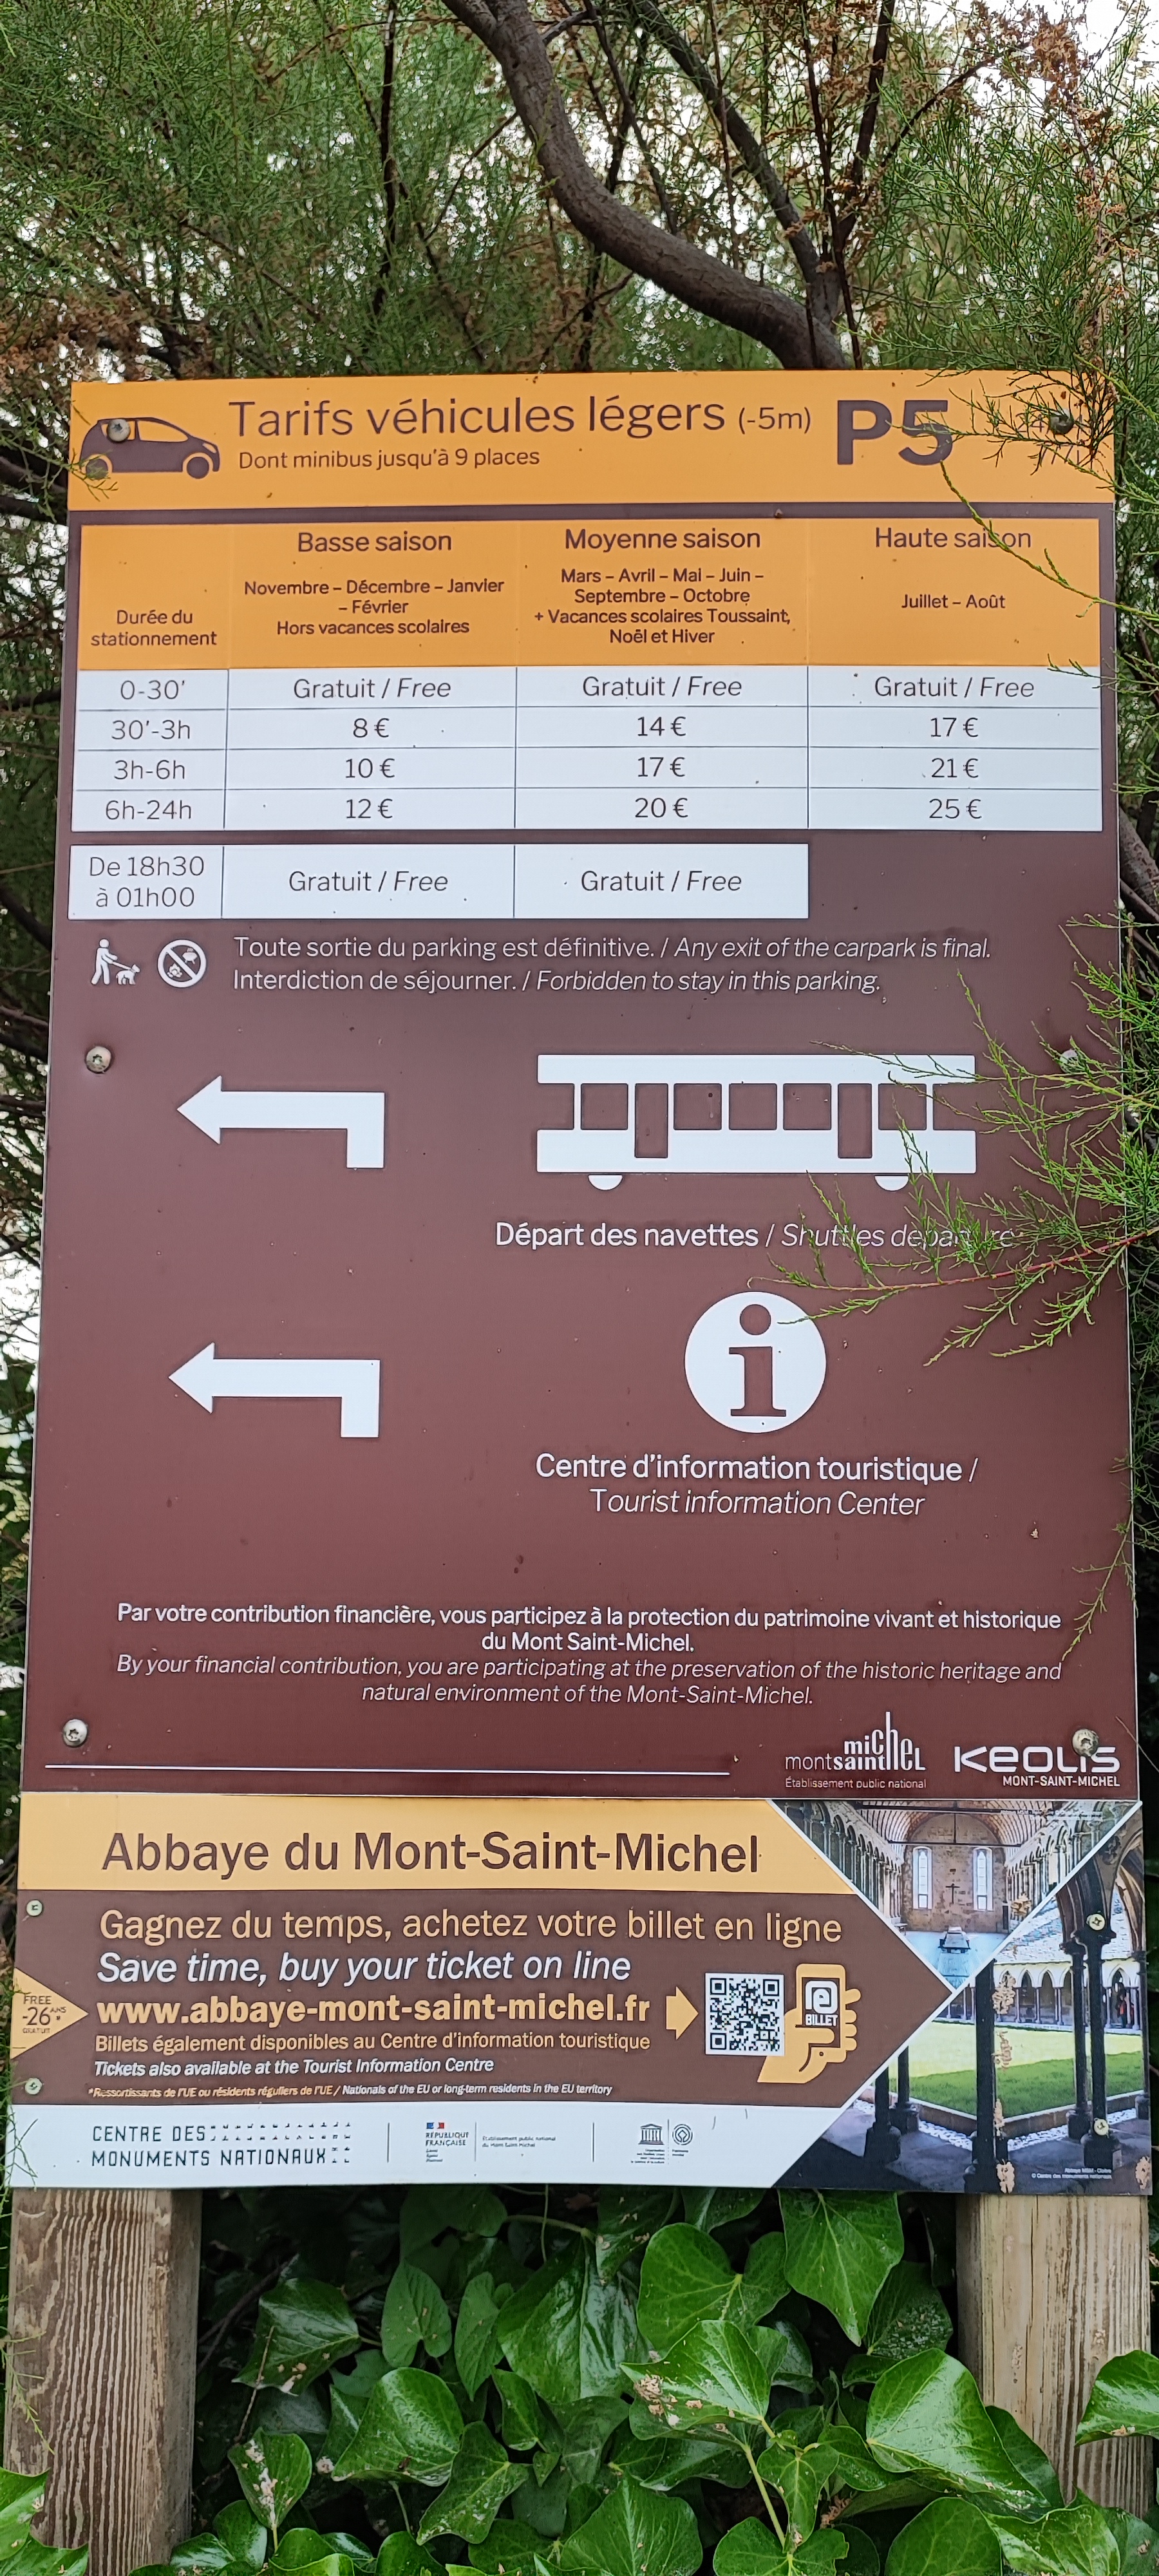 Tarifs véhicules légers (-5m) P5
Dont minibus jusqu'à 9 places
Durée du
stationnement
Basse saison
Novembre – Décembre – Janvier
– Février
Hors vacances scolaires
Moyenne saison
Mars – Avril – Mai – Juin –
Septembre – Octobre
+ Vacances scolaires Toussaint,
Noël et Hiver
Haute saison
Juillet – Août
0-30' Gratuit / Free Gratuit / Free Gratuit / Free
30'-3h 8 € 14 € 17 €
3h-6h 10 € 17 € 21 €
6h-24h 12 € 20 € 25 €
De 18h30
à 01h00
Gratuit / Free Gratuit / Free
Toute sortie du parking est définitive. / Any exit of the carpark is final.
Interdiction de séjourner. / Forbidden to stay in this parking.
Départ des navettes / Shuttles departure
i
Centre d'information touristique /
Tourist information Center
Par votre contribution financière, vous participez à la protection du patrimoine vivant et historique
du Mont Saint-Michel.
By your financial contribution, you are participating at the preservation of the historic heritage and
natural environment of the Mont-Saint-Michel.
montsaintmichel
Établissement public national
Keolis
MONT-SAINT-MICHEL
Abbaye du Mont-Saint-Michel
Gagnez du temps, achetez votre billet en ligne
Save time, buy your ticket on line
www.abbaye-mont-saint-michel.fr
FREE
-26 ANS*
GRATUIT
BILLET
Billets également disponibles au Centre d'information touristique
Tickets also available at the Tourist Information Centre
*Ressortissants de l'UE ou résidents réguliers de l'UE / Nationals of the EU or long-term residents in the EU territory
CENTRE DES
MONUMENTS NATIONAUX
RÉPUBLIQUE
FRANÇAISE
Établissement public national
du Mont Saint-Michel